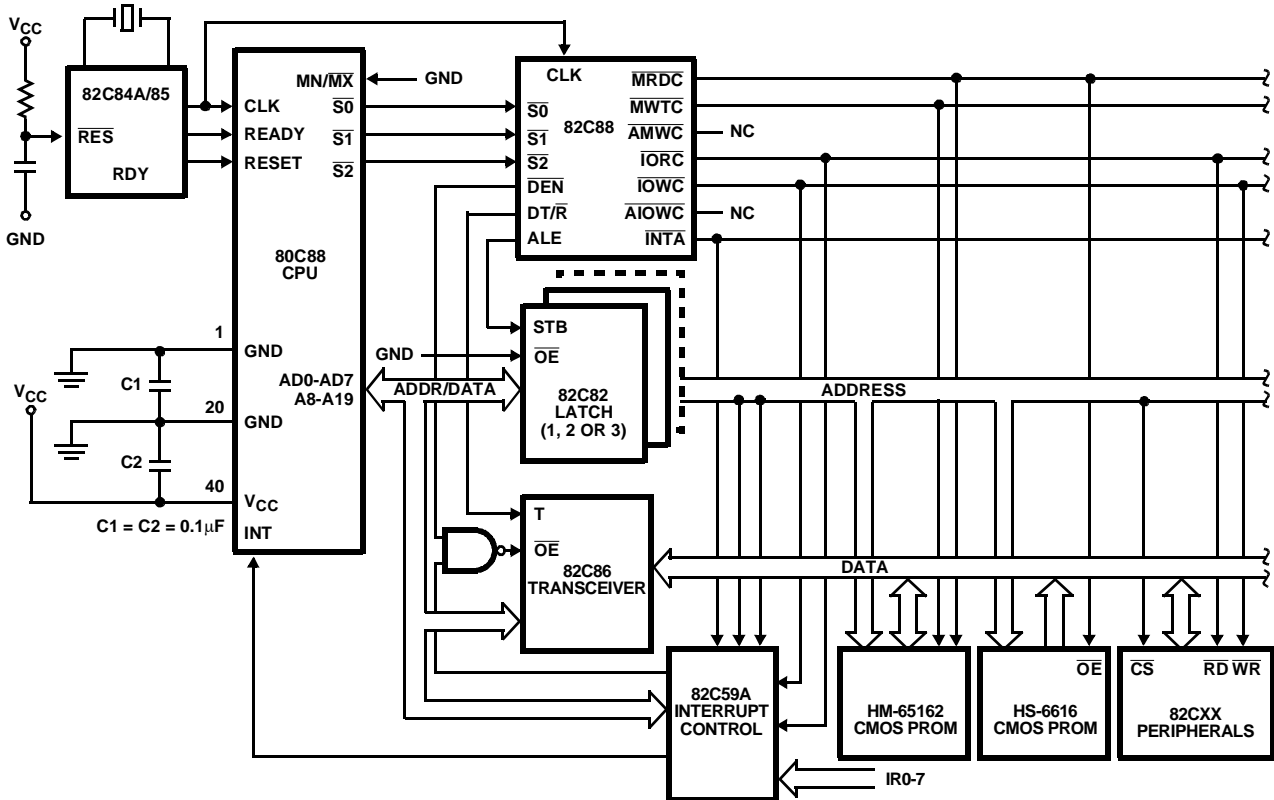 VCC
82C84A/85
RES
RDY
GND
MN/MX
GND
CLK
READY
RESET
S0
S1
S2
80C88
CPU
1
GND
C1
20
GND
C2
VCC
40
VCC
C1 = C2 = 0.1μF
INT
AD0-AD7
A8-A19
ADDR/DATA
CLK
82C88
S0
S1
S2
DEN
DT/R
ALE
MRDC
MWTC
AMWC
NC
IORC
IOWC
AIOWC
NC
INTA
STB
GND
OE
82C82
LATCH
(1, 2 OR 3)
ADDRESS
T
OE
82C86
TRANSCEIVER
DATA
82C59A
INTERRUPT
CONTROL
IR0-7
HM-65162
CMOS PROM
OE
HS-6616
CMOS PROM
CS
RD WR
82CXX
PERIPHERALS